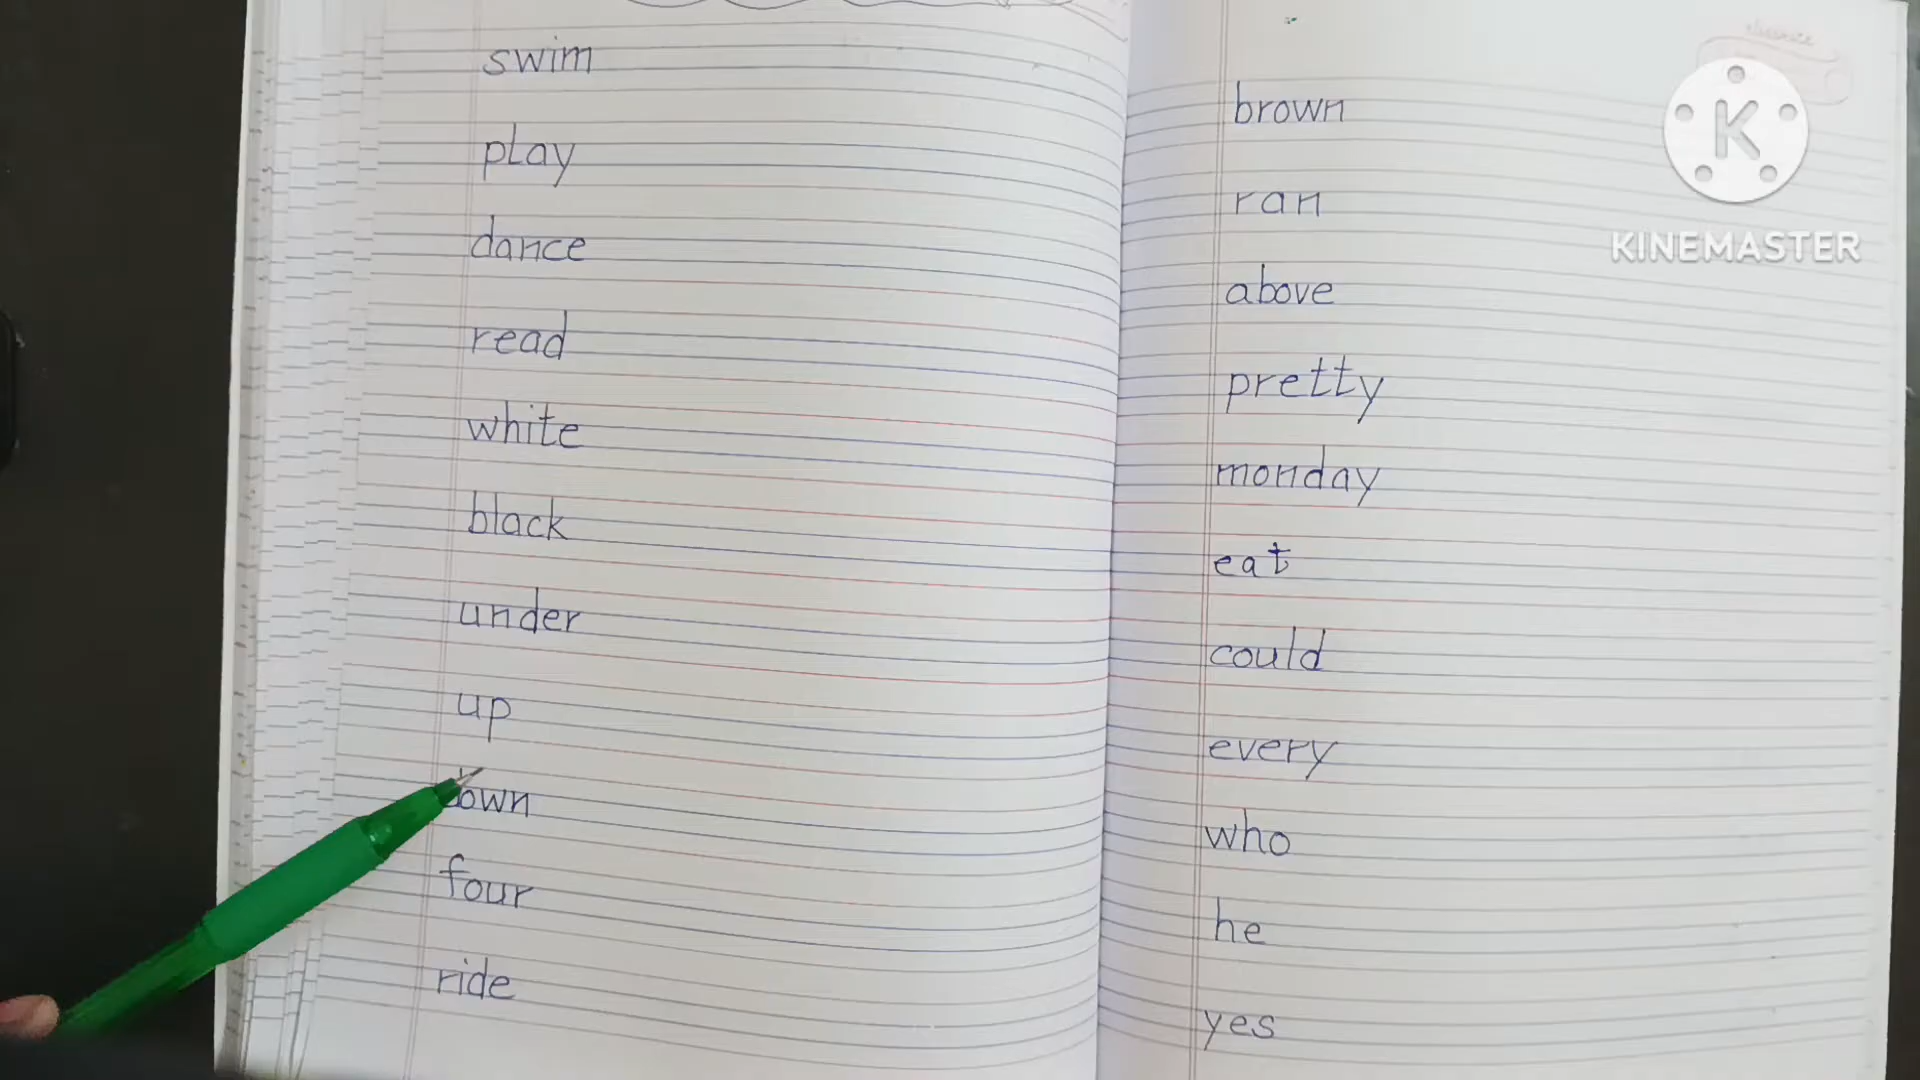 swim
play
dance
read
white
black
under
up
down
four
ride
brown
ran
above
pretty
monday
eat
could
every
who
he
yes
K
KINEMASTER